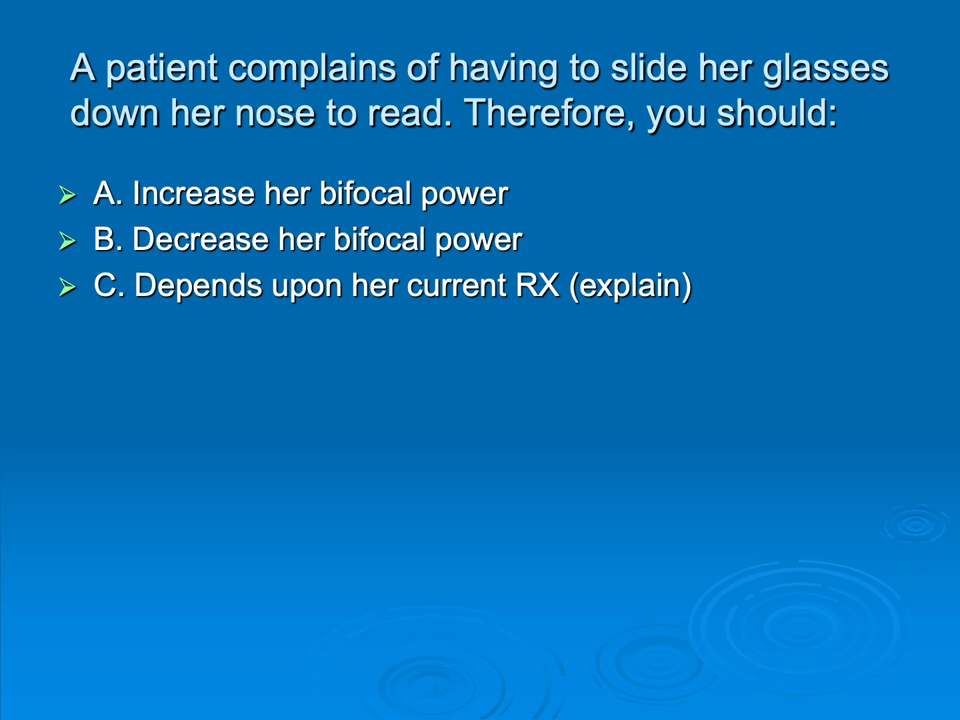 A patient complains of having to slide her glasses
down her nose to read. Therefore, you should:
A. Increase her bifocal power
B. Decrease her bifocal power
C. Depends upon her current RX (explain)